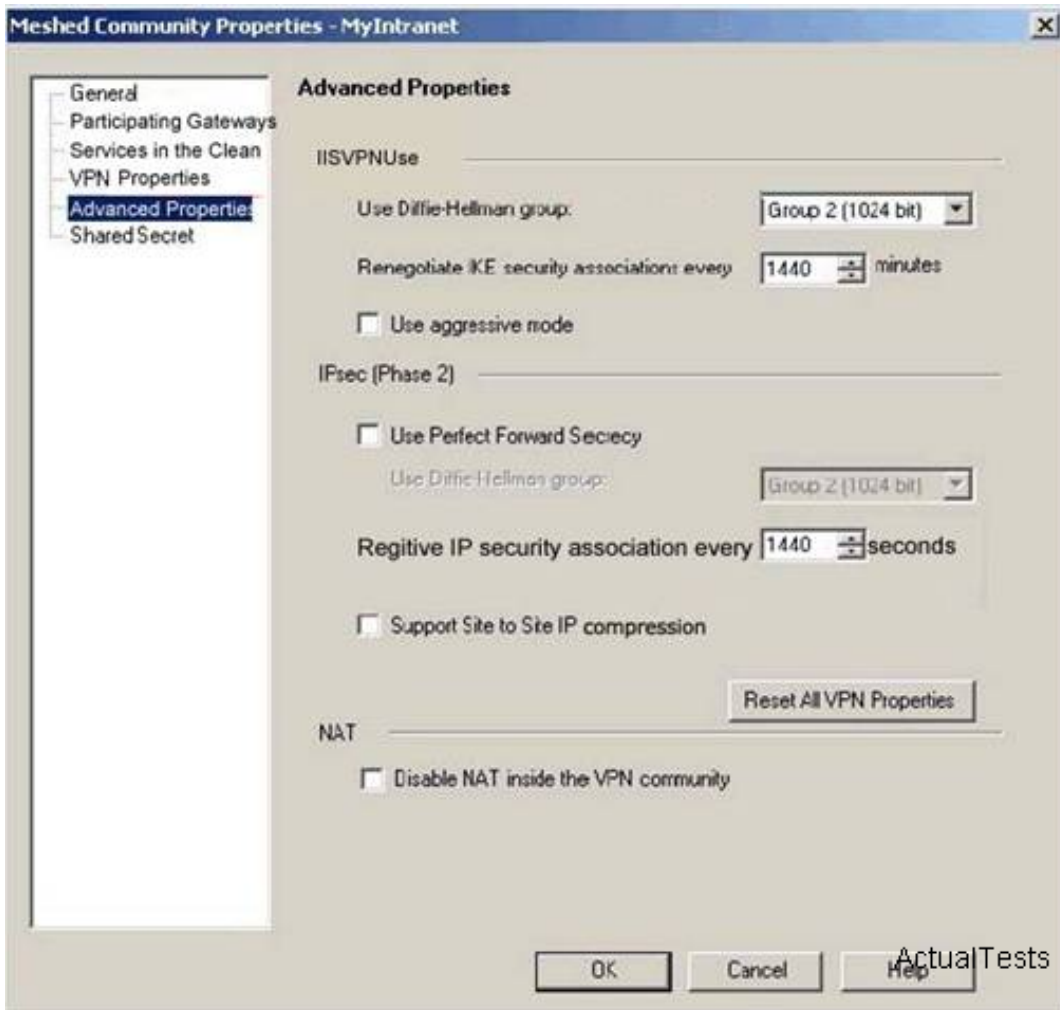 Meshed Community Properties - MyIntranet
General
Participating Gateways
Services in the Clean
VPN Properties
Advanced Properties
Shared Secret
Advanced Properties
IISVPNUse
Use Diffie-Hellman group:
Group 2 (1024 bit)
Renegotiate IKE security associations every 1440 minutes
Use aggressive mode
IPsec (Phase 2)
Use Perfect Forward Secrecy
Use Diffie-Hellman group:
Group 2 (1024 bit)
Regitive IP security association every 1440 seconds
Support Site to Site IP compression
Reset All VPN Properties
NAT
Disable NAT inside the VPN community
OK
Cancel
Help
ActualTests